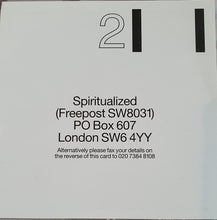 2
Spiritualized
(Freepost SW8031)
PO Box 607
London SW6 4YY
Alternatively please fax your details on
the reverse of this card to 020 7384 8108